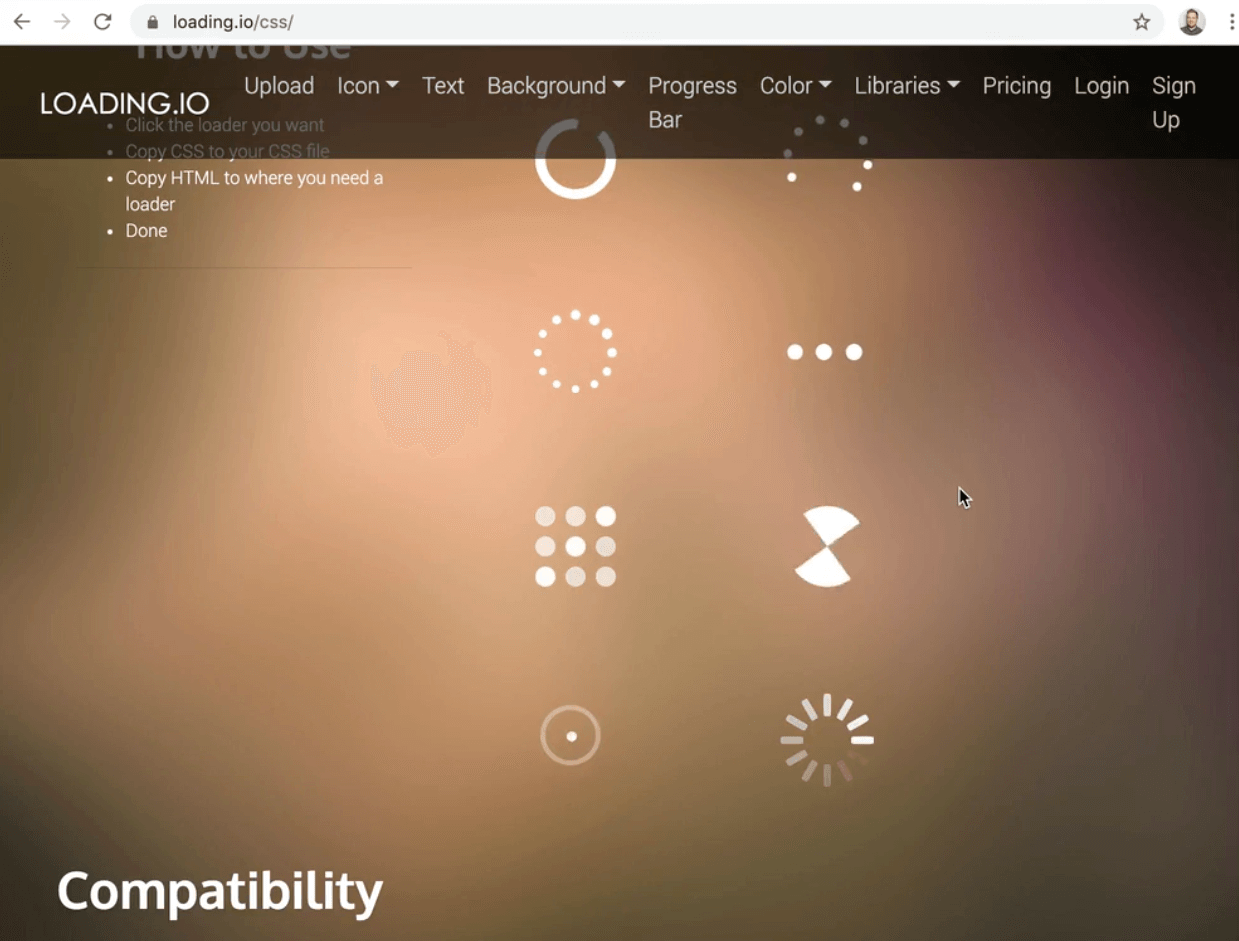 loading.io/css/
How to Use
LOADING.IO
Upload Icon Text Background Progress Bar Color Libraries Pricing Login Sign Up
Click the loader you want
Copy CSS to your CSS file
Copy HTML to where you need a
loader
Done
Compatibility